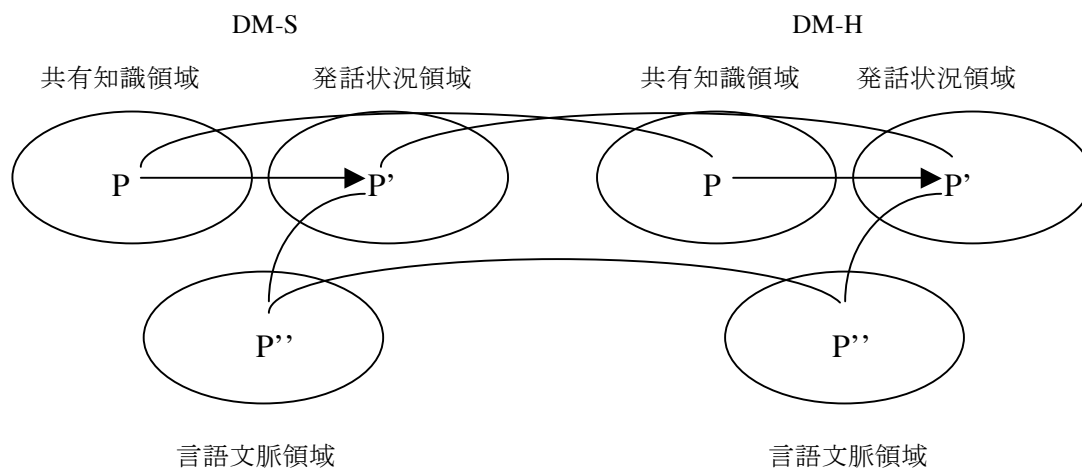 DM-S DM-H
共有知識領域 発話状況領域 共有知識領域 発話状況領域
P P’ P P’
P’’ P’’
言語文脈領域 言語文脈領域